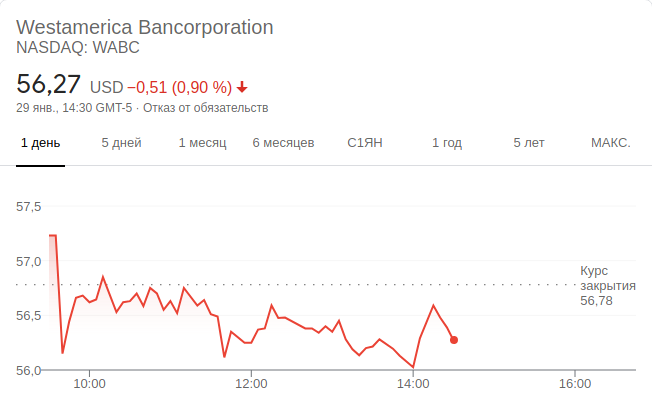 Westamerica Bancorporation
NASDAQ: WABC
56,27 USD −0,51 (0,90 %)
29 янв., 14:30 GMT-5 · Отказ от обязательств
1 день 5 дней 1 месяц 6 месяцев С1ЯН 1 год 5 лет МАКС.
57,5
57,0
Курс
закрытия
56,78
56,5
56,0
10:00 12:00 14:00 16:00